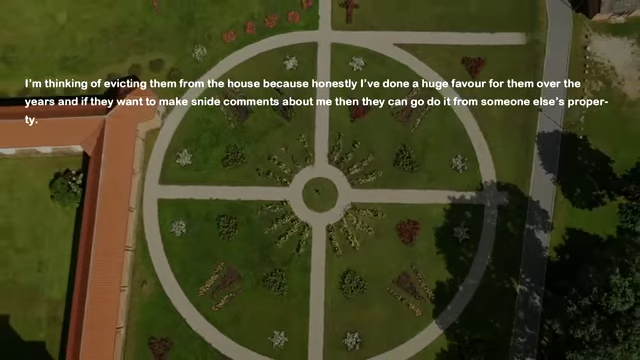 I'm thinking of evicting them from the house because honestly I've done a huge favour for them over the
years and if they want to make snide comments about me then they can go do it from someone else's proper-
ty.